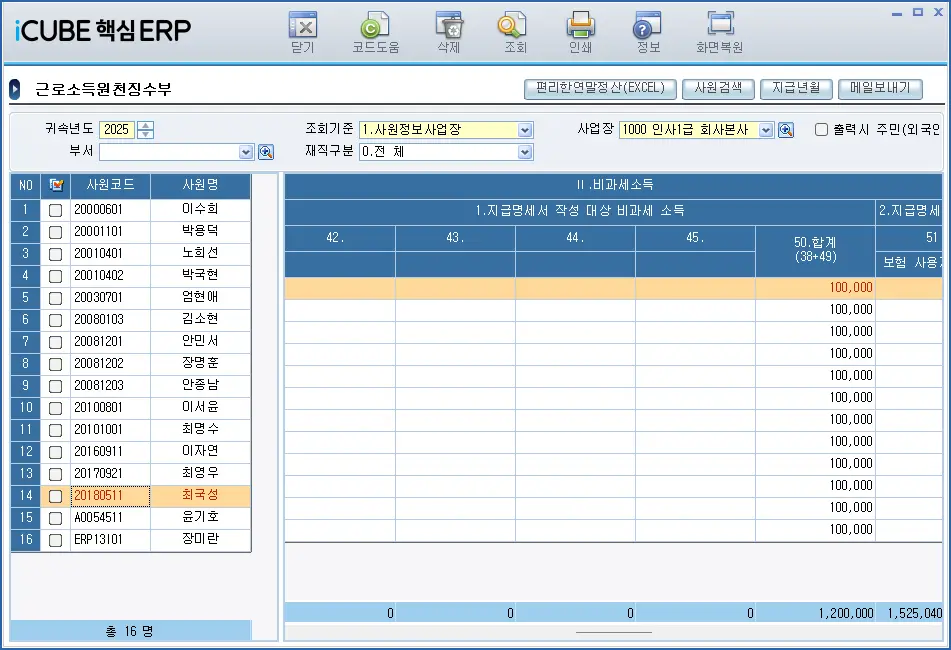 iCUBE 핵심ERP
닫기 코드도움 삭제 조회 인쇄 정보 화면복원
근로소득원천징수부
편리한연말정산(EXCEL) 사원검색 지급년월 메일보내기
귀속년도 2025 조회기준 1.사원정보사업장 사업장 1000 인사1급 회사본사 출력시 주민(외국인
부서 재직구분 0.전 체
NO 사원코드 사원명
1 20000601 이수희
2 20001101 박용덕
3 20010401 노희선
4 20010402 박국현
5 20030701 엄현애
6 20080103 김소현
7 20081201 안민서
8 20081202 장명훈
9 20081203 안종남
10 20100801 이서윤
11 20101001 최명수
12 20160911 이자연
13 20170921 최영우
14 20180511 최국성
15 A0054511 윤기호
16 ERP13I01 장미란
총 16 명
Ⅱ.비과세소득
1.지급명세서 작성 대상 비과세 소득 2.지급명세
42. 43. 44. 45. 50.합계 (38+49) 51
보험 사용
100,000
100,000
100,000
100,000
100,000
100,000
100,000
100,000
100,000
100,000
100,000
100,000
0 0 0 0 1,200,000 1,525,040